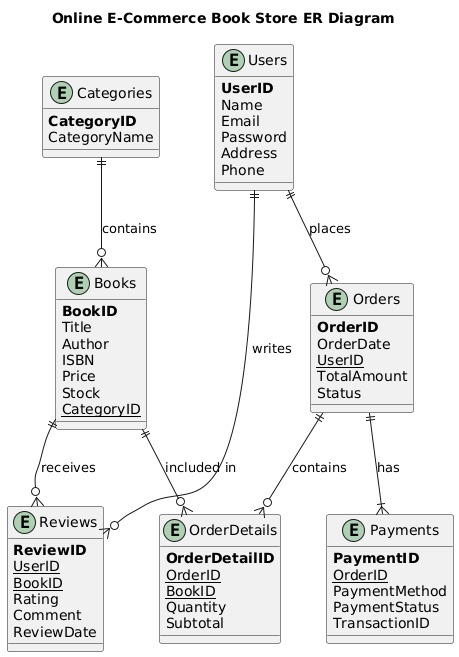 Online E-Commerce Book Store ER Diagram
E Users
UserID
Name
Email
Password
Address
Phone
E Categories
CategoryID
CategoryName
contains
places
E Books
BookID
Title
Author
ISBN
Price
Stock
CategoryID
E Orders
OrderID
OrderDate
UserID
TotalAmount
Status
writes
receives
included in
contains
has
E Reviews
ReviewID
UserID
BookID
Rating
Comment
ReviewDate
E OrderDetails
OrderDetailID
OrderID
BookID
Quantity
Subtotal
E Payments
PaymentID
OrderID
PaymentMethod
PaymentStatus
TransactionID